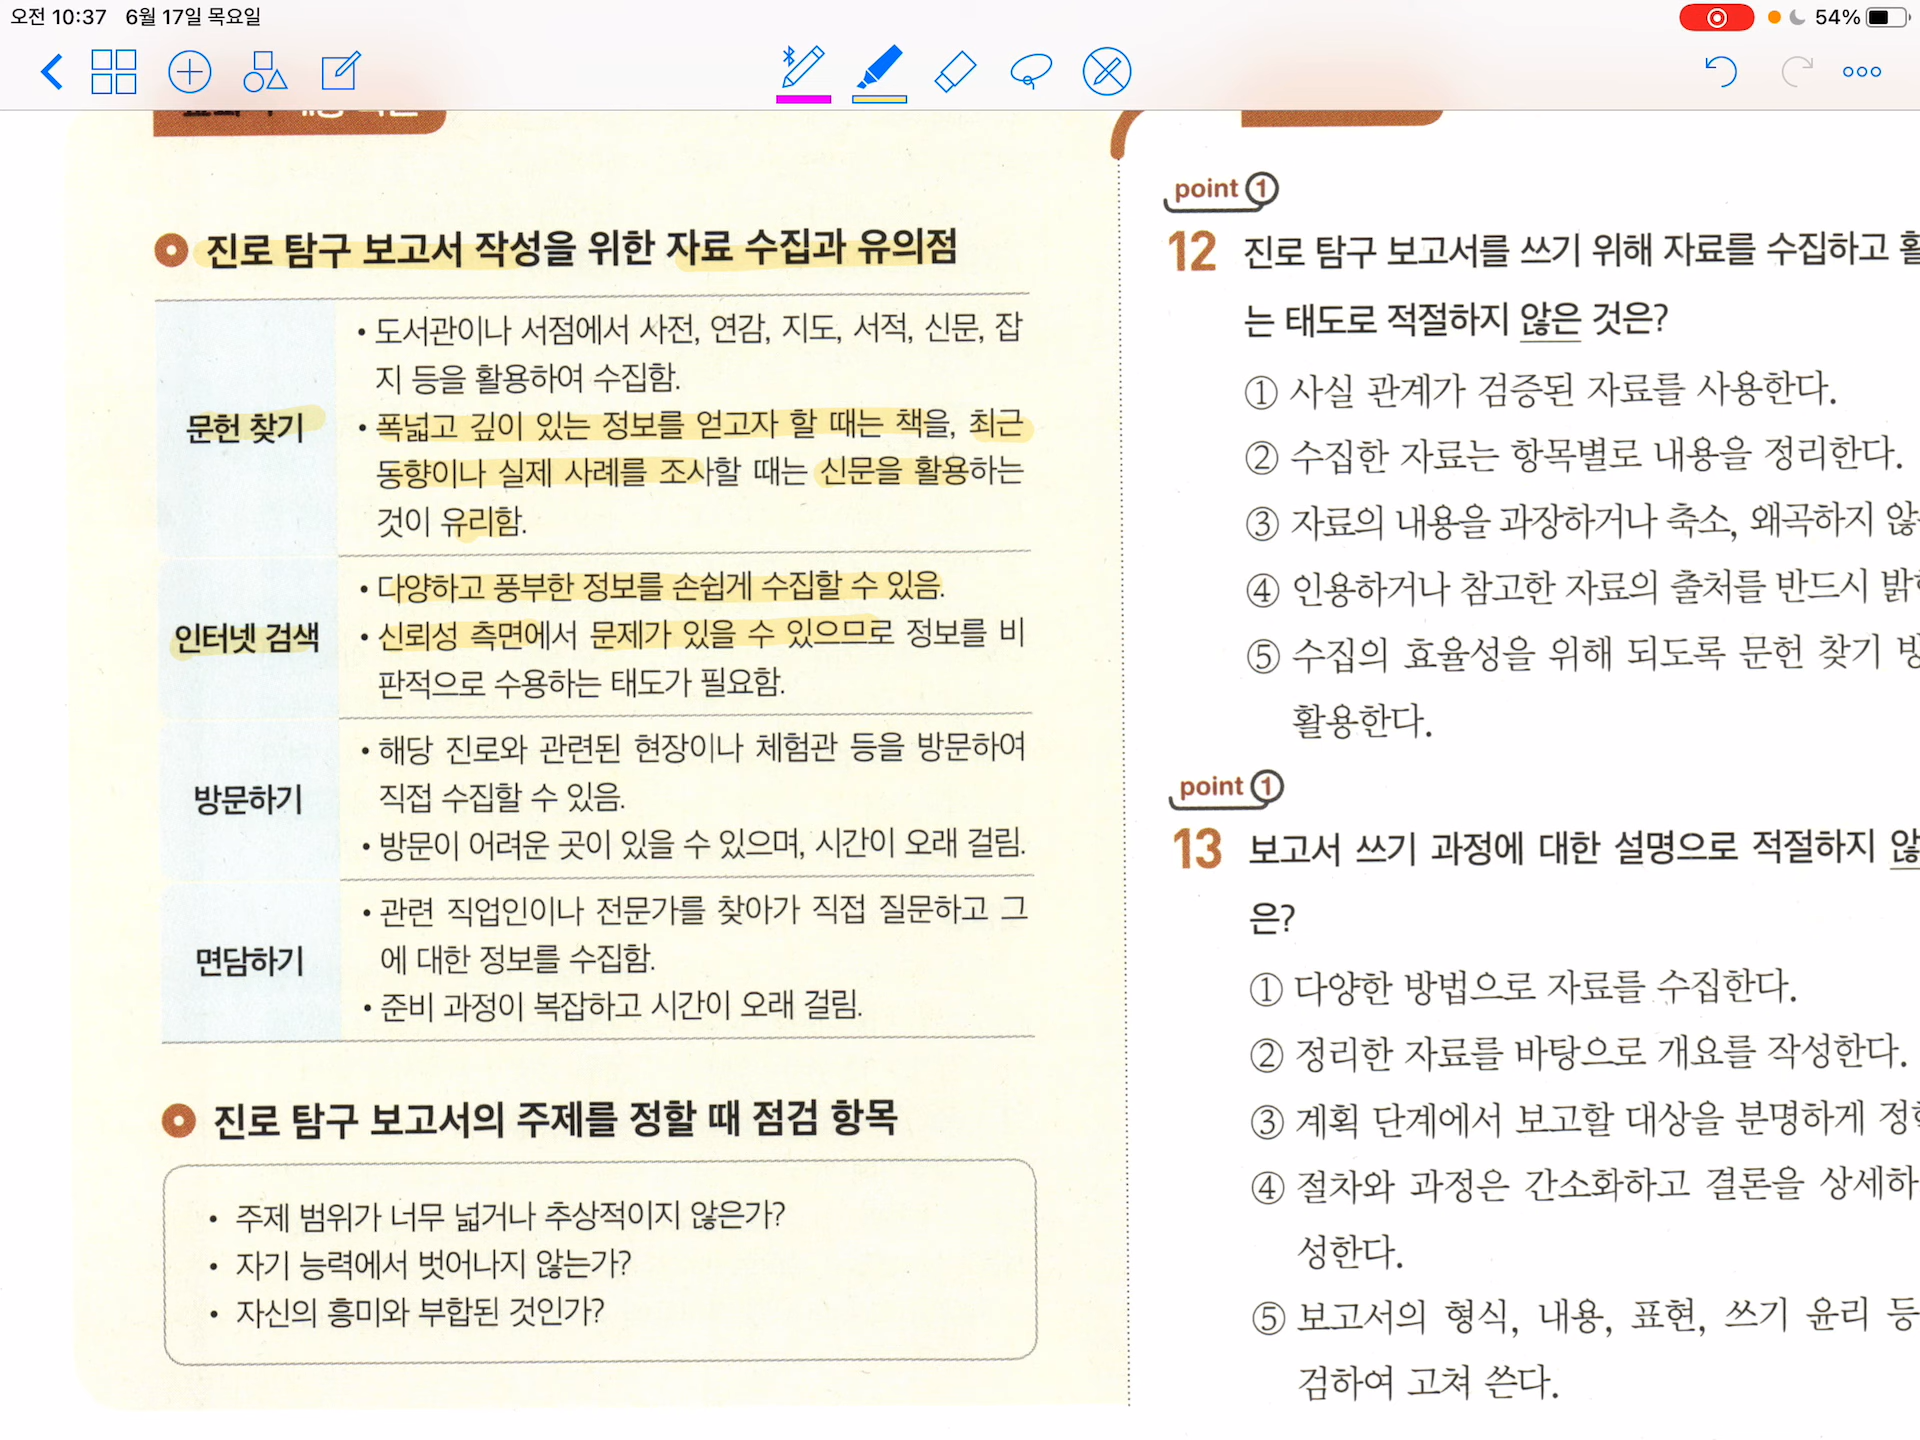 오전 10:37 6월 17일 목요일
54%
진로 탐구 보고서 작성을 위한 자료 수집과 유의점
문헌 찾기
• 도서관이나 서점에서 사전, 연감, 지도, 서적, 신문, 잡
지 등을 활용하여 수집함.
• 폭넓고 깊이 있는 정보를 얻고자 할 때는 책을, 최근
동향이나 실제 사례를 조사할 때는 신문을 활용하는
것이 유리함.
인터넷 검색
• 다양하고 풍부한 정보를 손쉽게 수집할 수 있음.
• 신뢰성 측면에서 문제가 있을 수 있으므로 정보를 비
판적으로 수용하는 태도가 필요함.
방문하기
• 해당 진로와 관련된 현장이나 체험관 등을 방문하여
직접 수집할 수 있음.
• 방문이 어려운 곳이 있을 수 있으며, 시간이 오래 걸림.
면담하기
• 관련 직업인이나 전문가를 찾아가 직접 질문하고 그
에 대한 정보를 수집함.
• 준비 과정이 복잡하고 시간이 오래 걸림.
진로 탐구 보고서의 주제를 정할 때 점검 항목
• 주제 범위가 너무 넓거나 추상적이지 않은가?
• 자기 능력에서 벗어나지 않는가?
• 자신의 흥미와 부합된 것인가?
point 1
12 진로 탐구 보고서를 쓰기 위해 자료를 수집하고
는 태도로 적절하지 않은 것은?
① 사실 관계가 검증된 자료를 사용한다.
② 수집한 자료는 항목별로 내용을 정리한다.
③ 자료의 내용을 과장하거나 축소, 왜곡하지
④ 인용하거나 참고한 자료의 출처를 반드시
⑤ 수집의 효율성을 위해 되도록 문헌 찾기
활용한다.
point 1
13 보고서 쓰기 과정에 대한 설명으로 적절하지
은?
① 다양한 방법으로 자료를 수집한다.
② 정리한 자료를 바탕으로 개요를 작성한다.
③ 계획 단계에서 보고할 대상을 분명하게
④ 절차와 과정은 간소화하고 결론을 상세하
성한다.
⑤ 보고서의 형식, 내용, 표현, 쓰기 윤리 등
검하여 고쳐 쓴다.